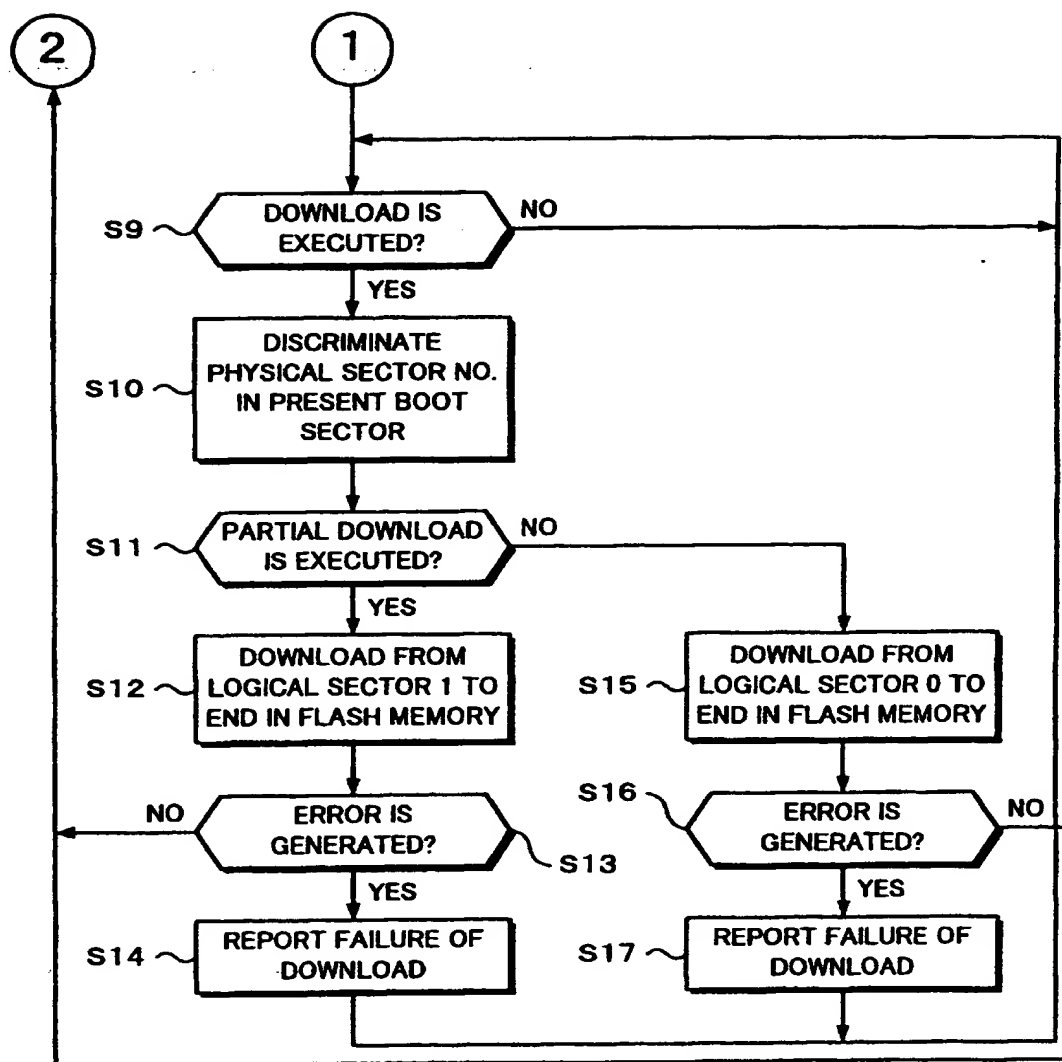 2
1
S9
DOWNLOAD IS
EXECUTED?
NO
YES
S10
DISCRIMINATE
PHYSICAL SECTOR NO.
IN PRESENT BOOT
SECTOR
S11
PARTIAL DOWNLOAD
IS EXECUTED?
NO
YES
S12
DOWNLOAD FROM
LOGICAL SECTOR 1 TO
END IN FLASH MEMORY
S15
DOWNLOAD FROM
LOGICAL SECTOR 0 TO
END IN FLASH MEMORY
NO
ERROR IS
GENERATED?
S13
YES
S16
ERROR IS
GENERATED?
NO
YES
S14
REPORT FAILURE OF
DOWNLOAD
S17
REPORT FAILURE OF
DOWNLOAD